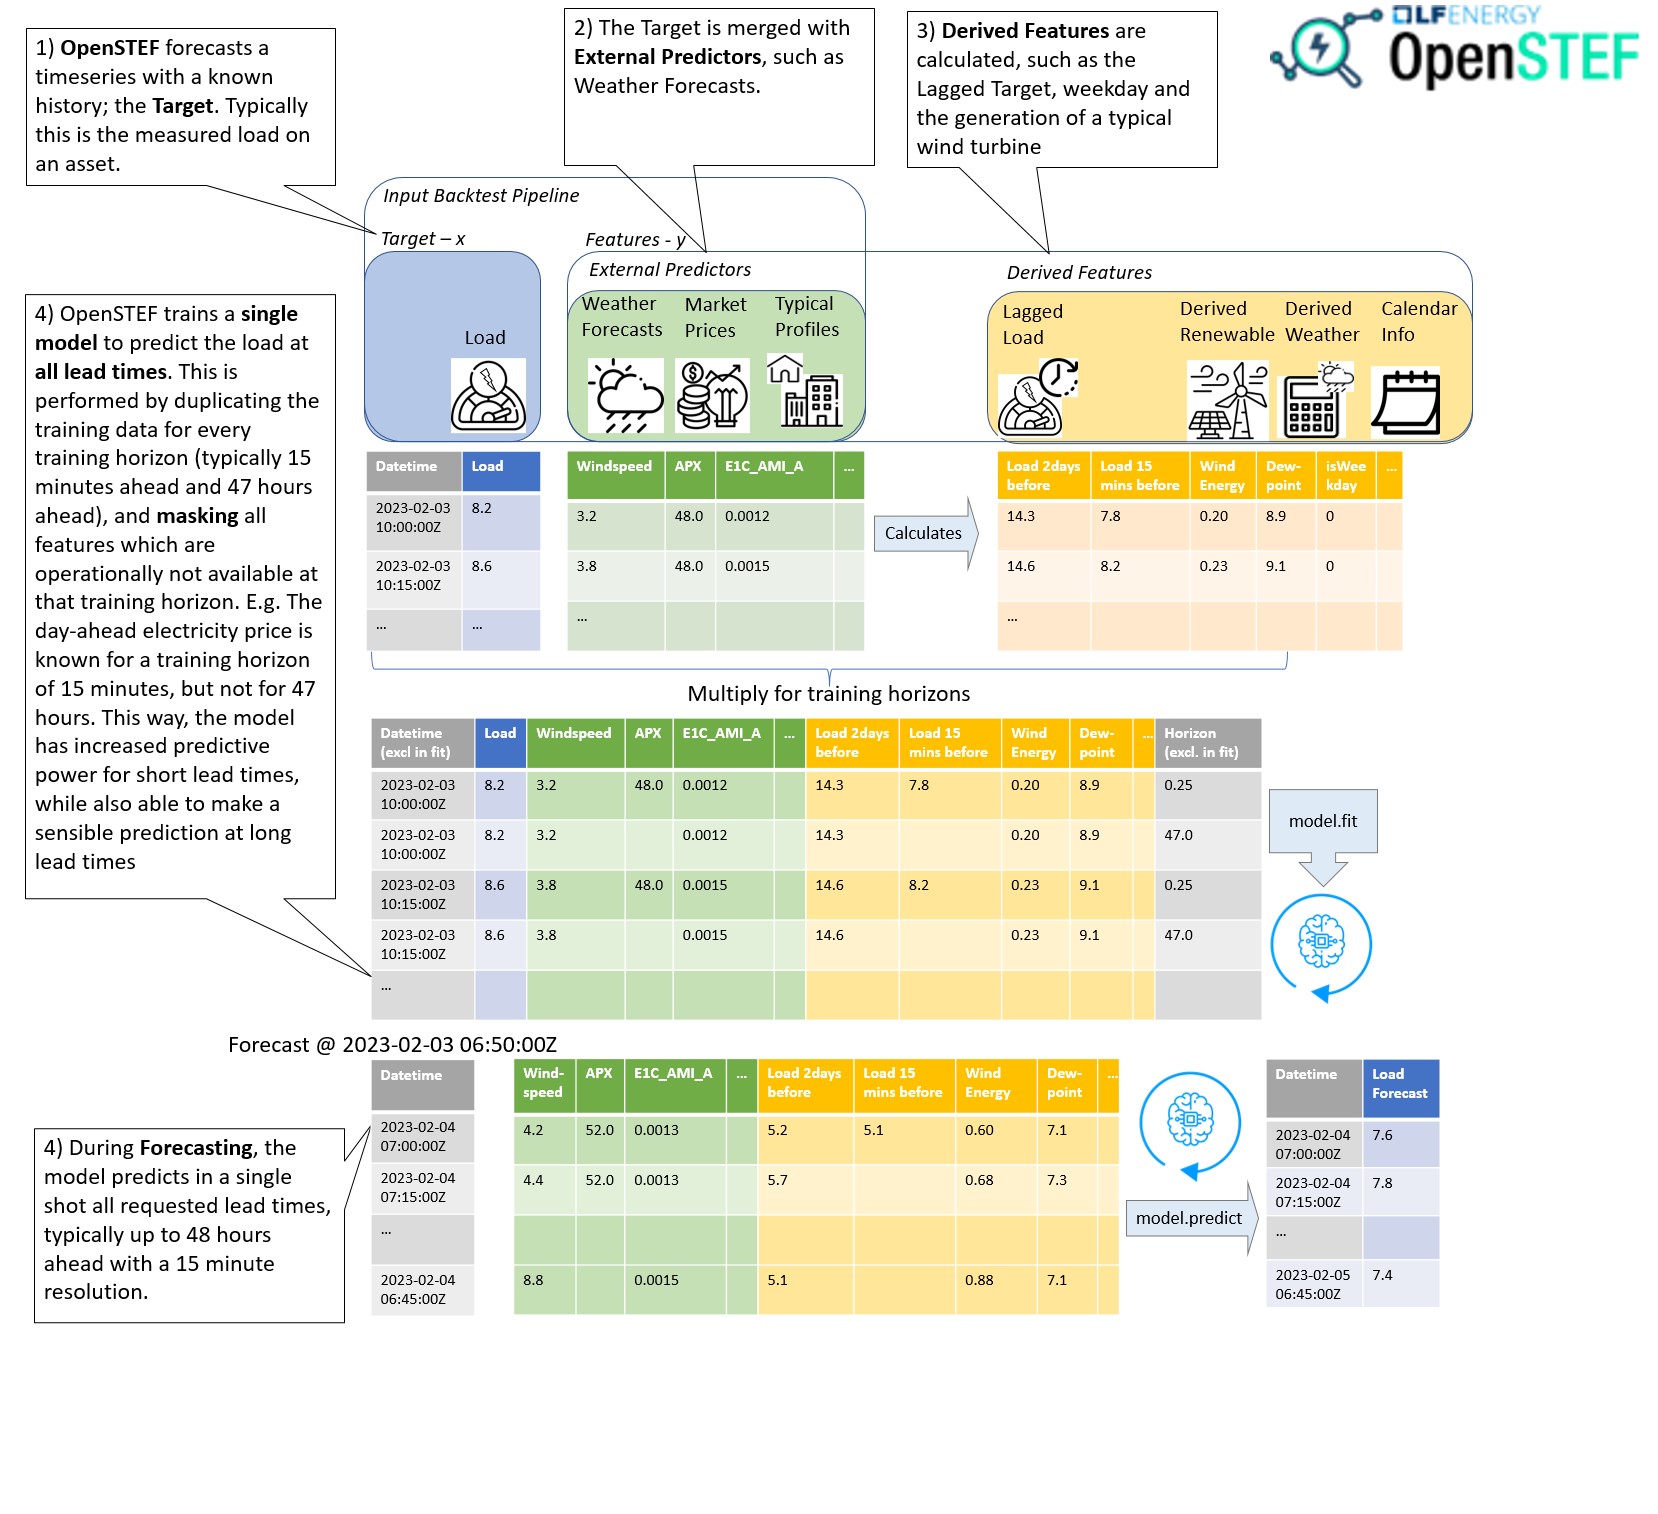 1) OpenSTEF forecasts a
timeseries with a known
history; the Target. Typically
this is the measured load on
an asset.
2) The Target is merged with
External Predictors, such as
Weather Forecasts.
3) Derived Features are
calculated, such as the
Lagged Target, weekday and
the generation of a typical
wind turbine
LFENERGY
OpenSTEF
Input Backtest Pipeline
Target – x
Features - y
External Predictors
Derived Features
Load
Weather
Forecasts
Market
Prices
Typical
Profiles
Lagged
Load
Derived
Renewable
Derived
Weather
Calendar
Info
4) OpenSTEF trains a single
model to predict the load at
all lead times. This is
performed by duplicating the
training data for every
training horizon (typically 15
minutes ahead and 47 hours
ahead), and masking all
features which are
operationally not available at
that training horizon. E.g. The
day-ahead electricity price is
known for a training horizon
of 15 minutes, but not for 47
hours. This way, the model
has increased predictive
power for short lead times,
while also able to make a
sensible prediction at long
lead times
Datetime Load
2023-02-03 8.2
10:00:00Z
2023-02-03 8.6
10:15:00Z
... ...
Windspeed APX E1C_AMI_A ...
3.2 48.0 0.0012
3.8 48.0 0.0015
...
Calculates
Load 2days Load 15 Wind Dew- isWee ...
before mins before Energy point kday
14.3 7.8 0.20 8.9 0
14.6 8.2 0.23 9.1 0
...
Multiply for training horizons
Datetime Load Windspeed APX E1C_AMI_A ... Load 2days Load 15 Wind Dew- ... Horizon
(excl in fit) before mins before Energy point (excl. in fit)
2023-02-03 8.2 3.2 48.0 0.0012 14.3 7.8 0.20 8.9 0.25
10:00:00Z
2023-02-03 8.2 3.2 0.0012 14.3 0.20 8.9 47.0
10:00:00Z
2023-02-03 8.6 3.8 48.0 0.0015 14.6 8.2 0.23 9.1 0.25
10:15:00Z
2023-02-03 8.6 3.8 0.0015 14.6 0.23 9.1 47.0
10:15:00Z
...
model.fit
Forecast @ 2023-02-03 06:50:00Z
4) During Forecasting, the
model predicts in a single
shot all requested lead times,
typically up to 48 hours
ahead with a 15 minute
resolution.
Datetime Wind- APX E1C_AMI_A ... Load 2days Load 15 Wind Dew- ...
speed before mins before Energy point
2023-02-04 4.2 52.0 0.0013 5.2 5.1 0.60 7.1
07:00:00Z
2023-02-04 4.4 52.0 0.0013 5.7 0.68 7.3
07:15:00Z
...
2023-02-04 8.8 0.0015 5.1 0.88 7.1
06:45:00Z
model.predict
Datetime Load
Forecast
2023-02-04 7.6
07:00:00Z
2023-02-04 7.8
07:15:00Z
...
2023-02-05 7.4
06:45:00Z